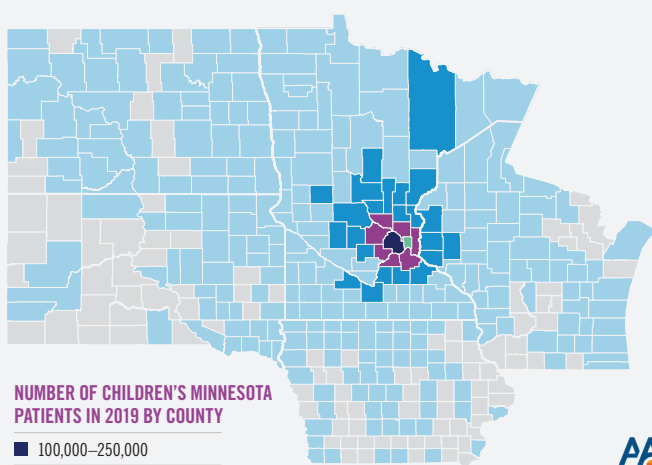 NUMBER OF CHILDREN'S MINNESOTA
PATIENTS IN 2019 BY COUNTY
100,000–250,000